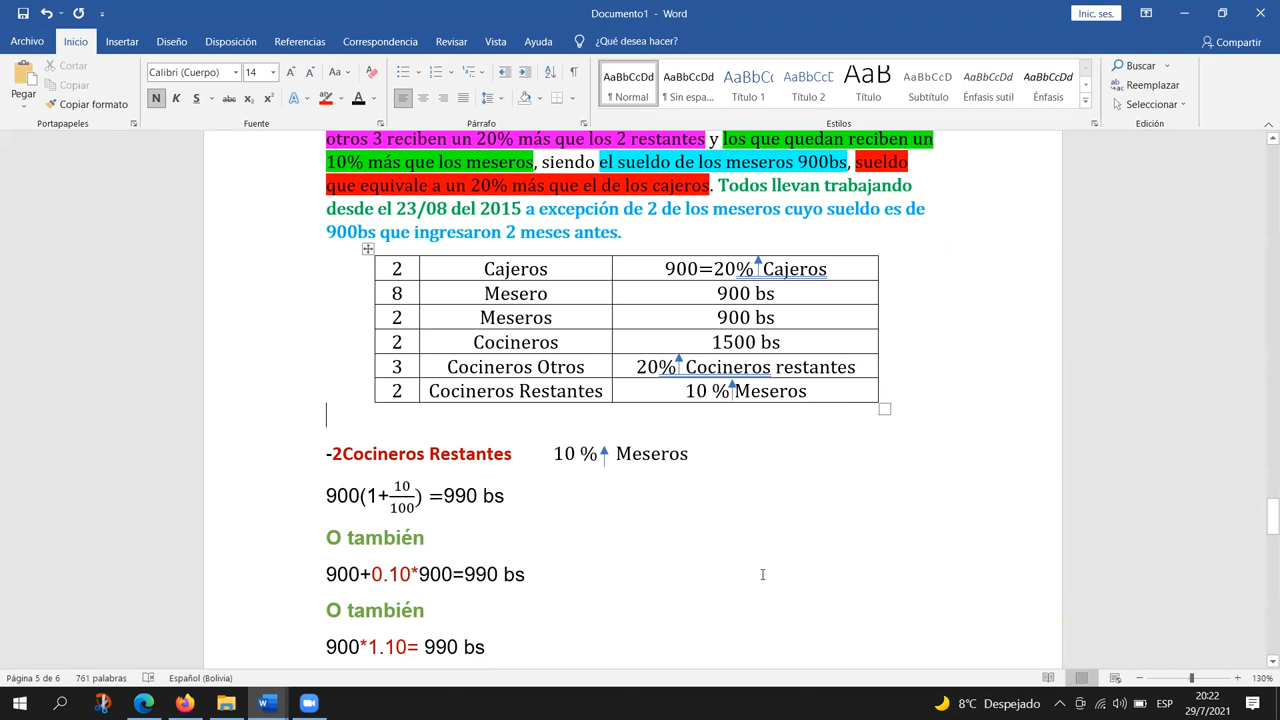 Documento1 - Word
Inic. ses.
Archivo Inicio Insertar Diseño Disposición Referencias Correspondencia Revisar Vista Ayuda ¿Qué desea hacer? Compartir
Pegar
Cortar
Copiar
Copiar formato
Portapapeles
Calibri (Cuerpo) 14
Aa
N K S abc x₂ x² A A
Fuente
Párrafo
AaBbCcDd AaBbCcDd AaBbCc AaBbCcE AaB AaBbCcD AaBbCcDd AaBbCcDd
¶ Normal ¶ Sin espa... Título 1 Título 2 Título Subtítulo Énfasis sutil Énfasis
Estilos
Buscar
Reemplazar
Seleccionar
Edición
otros 3 reciben un 20% más que los 2 restantes y los que quedan reciben un
10% más que los meseros, siendo el sueldo de los meseros 900bs, sueldo
que equivale a un 20% más que el de los cajeros. Todos llevan trabajando
desde el 23/08 del 2015 a excepción de 2 de los meseros cuyo sueldo es de
900bs que ingresaron 2 meses antes.
2 Cajeros 900=20%↑Cajeros
8 Mesero 900 bs
2 Meseros 900 bs
2 Cocineros 1500 bs
3 Cocineros Otros 20%↑ Cocineros restantes
2 Cocineros Restantes 10 %↑Meseros
-2Cocineros Restantes 10 %↑ Meseros
900(1+10/100) =990 bs
O también
900+0.10*900=990 bs
O también
900*1.10= 990 bs
Página 5 de 6 761 palabras Español (Bolivia) 130%
8°C Despejado ESP 20:22
29/7/2021